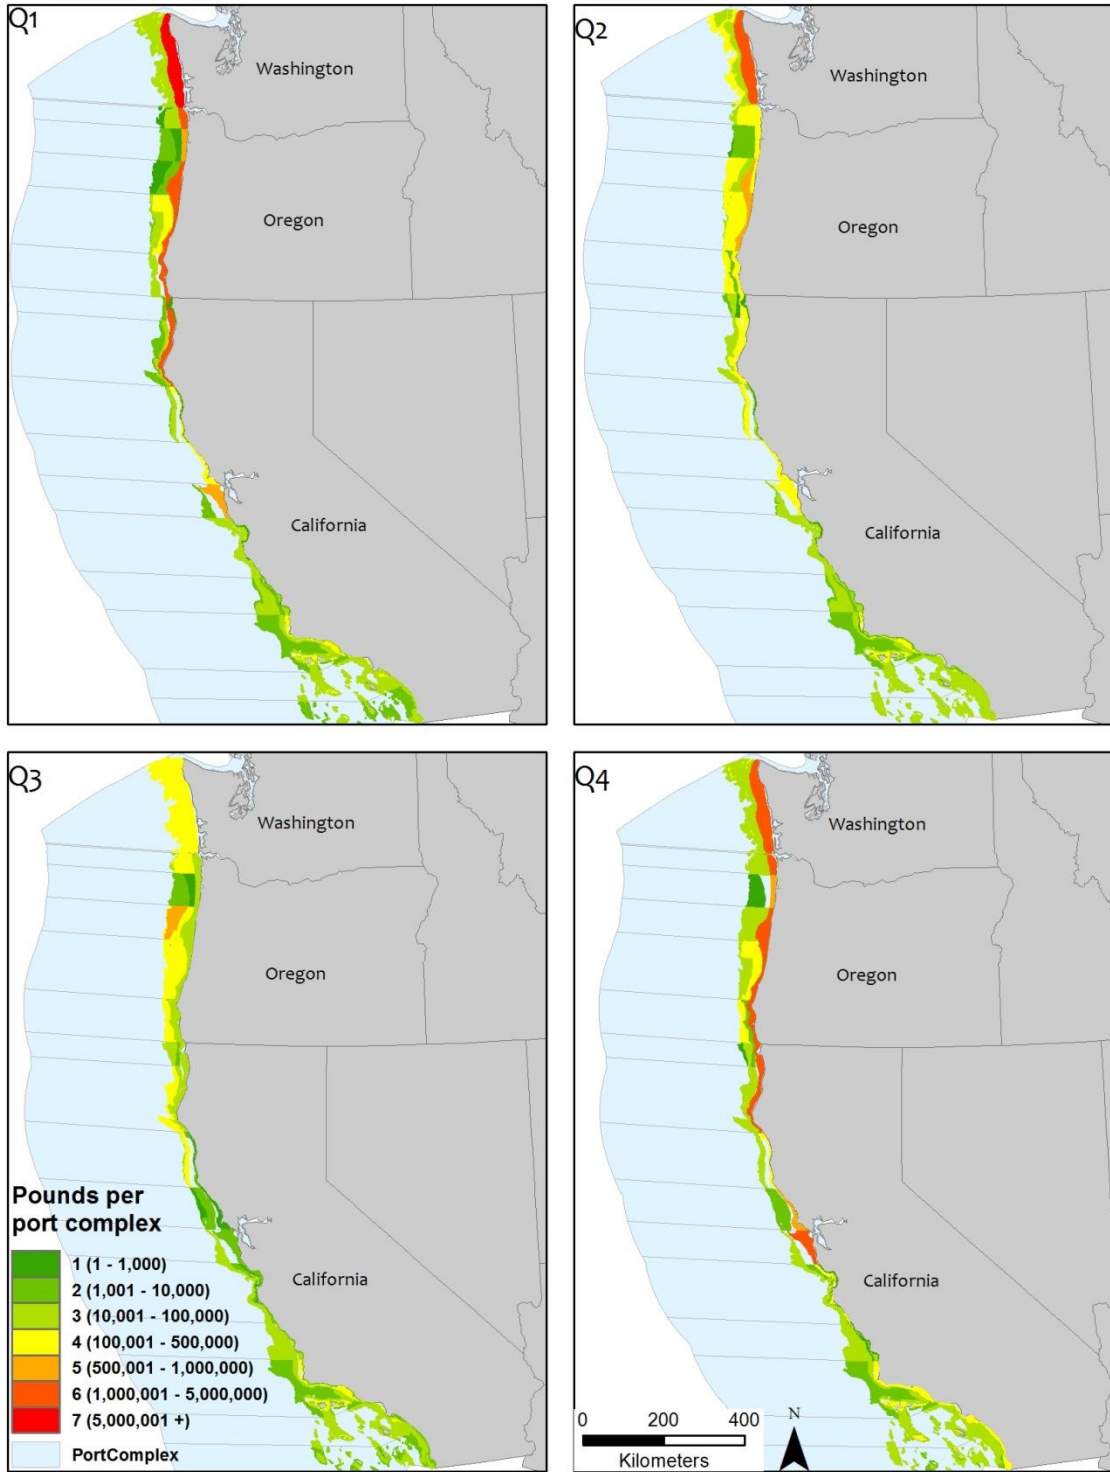 Q1
Washington
Oregon
California
Q2
Washington
Oregon
California
Q3
Washington
Oregon
California
Pounds per
port complex
1 (1 - 1,000)
2 (1,001 - 10,000)
3 (10,001 - 100,000)
4 (100,001 - 500,000)
5 (500,001 - 1,000,000)
6 (1,000,001 - 5,000,000)
7 (5,000,001 +)
PortComplex
Q4
Washington
Oregon
California
0 200 400
Kilometers
N